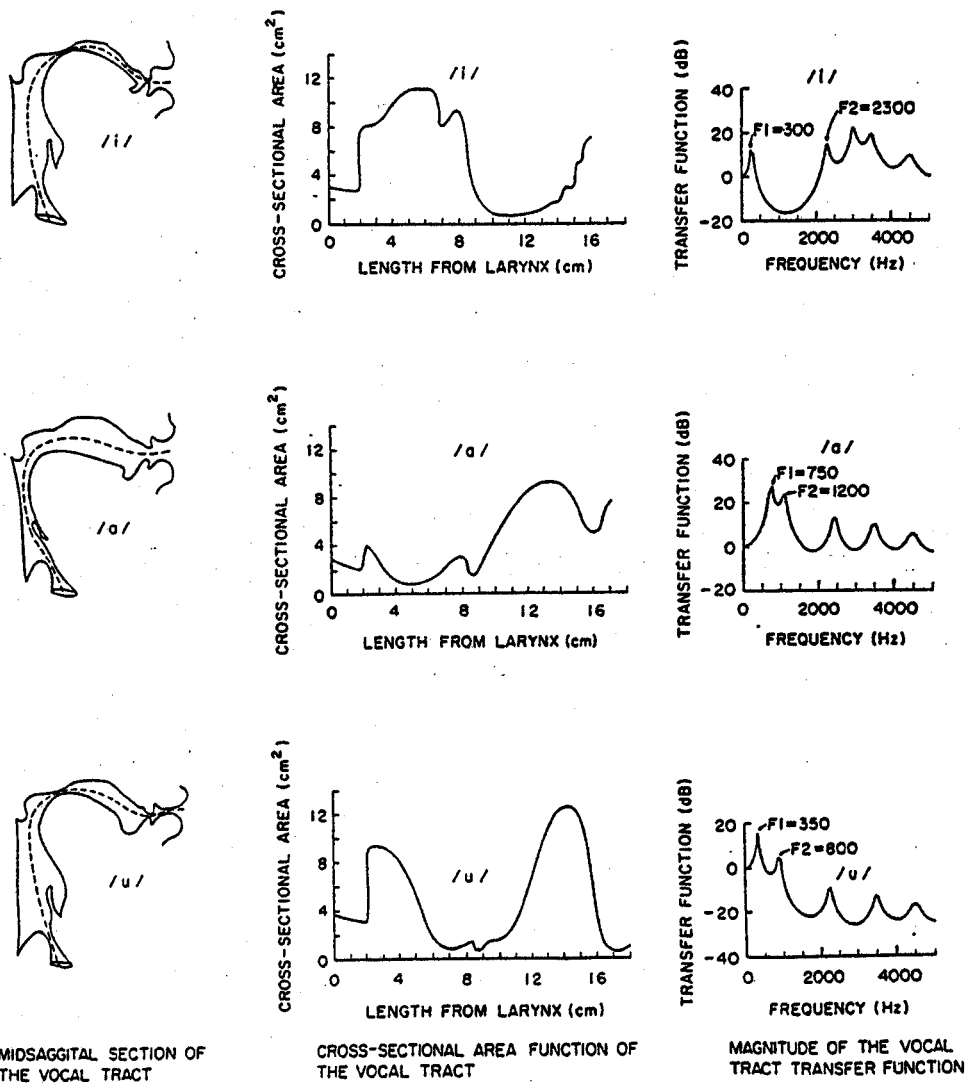 /i/
CROSS-SECTIONAL AREA (cm²)
12
8
4
0
/i/
0 4 8 12 16
LENGTH FROM LARYNX (cm)
TRANSFER FUNCTION (dB)
40
20
0
-20
/i/
F1=300
F2=2300
0 2000 4000
FREQUENCY (Hz)
/a/
CROSS-SECTIONAL AREA (cm²)
12
8
4
0
/a/
0 4 8 12 16
LENGTH FROM LARYNX (cm)
TRANSFER FUNCTION (dB)
40
20
0
-20
/a/
F1=750
F2=1200
0 2000 4000
FREQUENCY (Hz)
/u/
CROSS-SECTIONAL AREA (cm²)
12
8
4
0
/u/
0 4 8 12 16
LENGTH FROM LARYNX (cm)
TRANSFER FUNCTION (dB)
20
0
-20
-40
F1=350
F2=800
/u/
0 2000 4000
FREQUENCY (Hz)
MIDSAGGITAL SECTION OF
THE VOCAL TRACT
CROSS-SECTIONAL AREA FUNCTION OF
THE VOCAL TRACT
MAGNITUDE OF THE VOCAL
TRACT TRANSFER FUNCTION